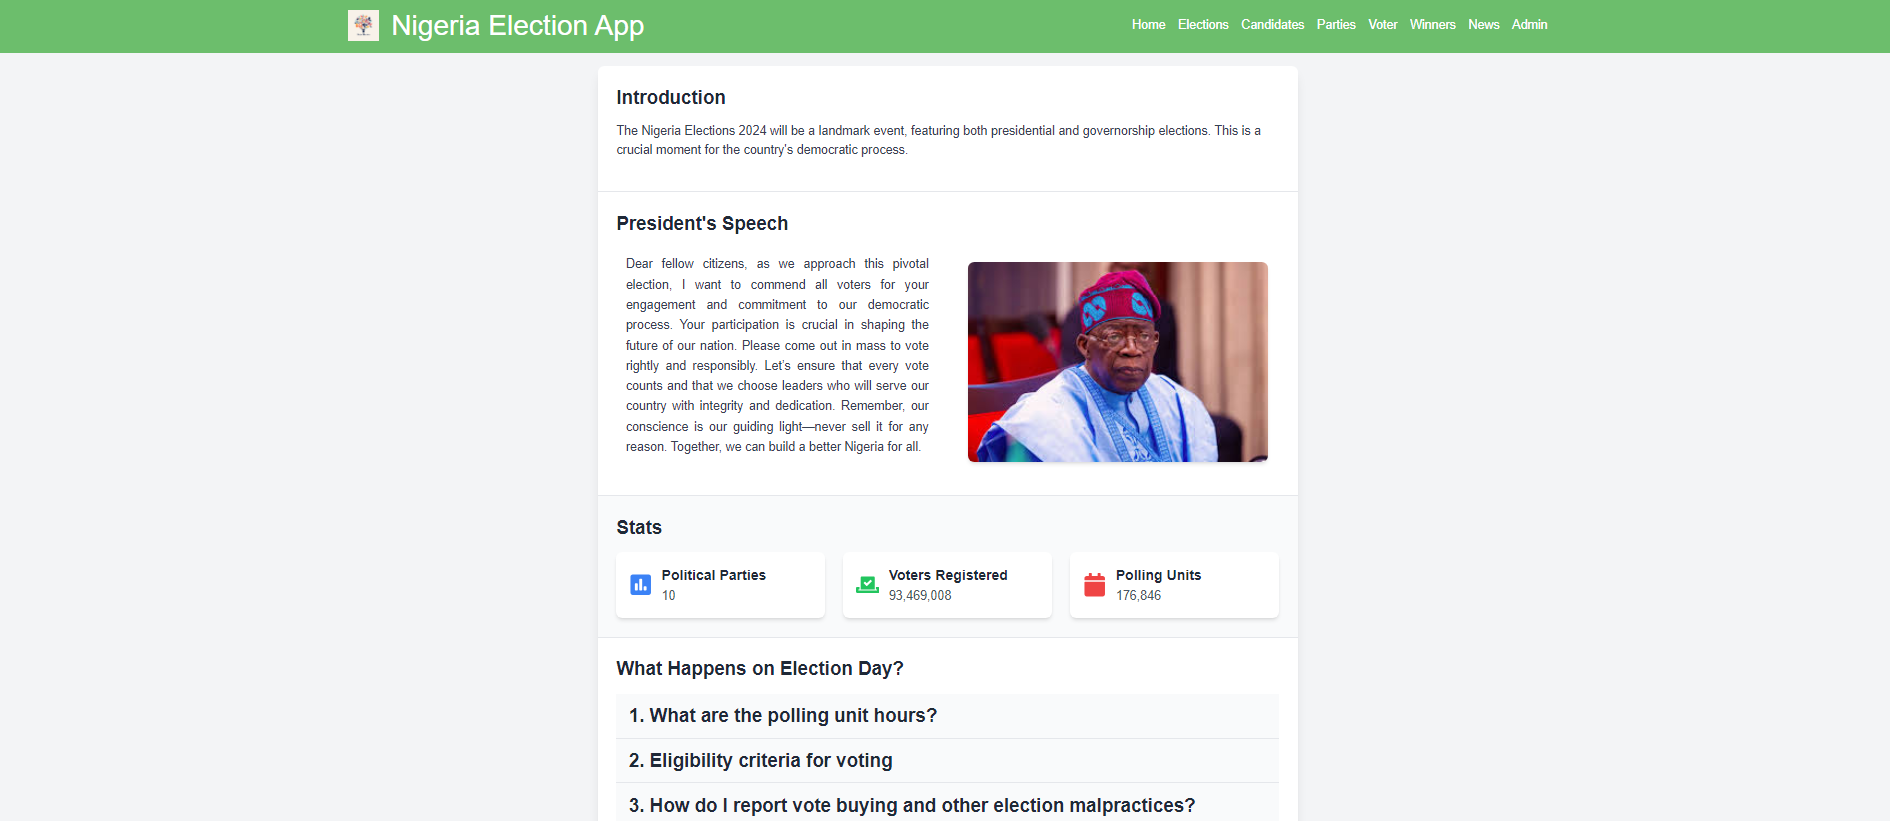 Nigeria Election App
Home Elections Candidates Parties Voter Winners News Admin
Introduction
The Nigeria Elections 2024 will be a landmark event, featuring both presidential and governorship elections. This is a
crucial moment for the country's democratic process.
President's Speech
Dear fellow citizens, as we approach this pivotal
election, I want to commend all voters for your
engagement and commitment to our democratic
process. Your participation is crucial in shaping the
future of our nation. Please come out in mass to vote
rightly and responsibly. Let's ensure that every vote
counts and that we choose leaders who will serve our
country with integrity and dedication. Remember, our
conscience is our guiding light—never sell it for any
reason. Together, we can build a better Nigeria for all.
Stats
Political Parties
10
Voters Registered
93,469,008
Polling Units
176,846
What Happens on Election Day?
1. What are the polling unit hours?
2. Eligibility criteria for voting
3. How do I report vote buying and other election malpractices?